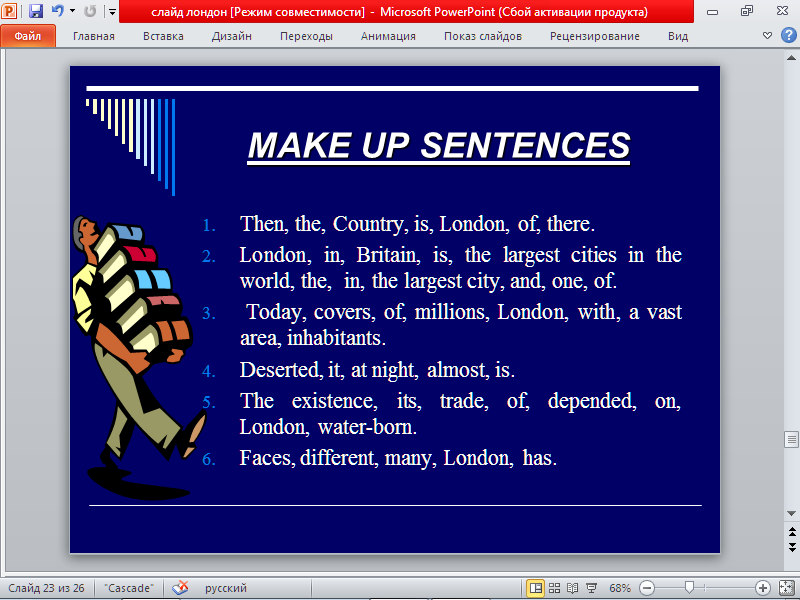 слайд лондон [Режим совместимости] - Microsoft PowerPoint (Сбой активации продукта)
Файл Главная Вставка Дизайн Переходы Анимация Показ слайдов Рецензирование Вид
MAKE UP SENTENCES
1. Then, the, Country, is, London, of, there.
2. London, in, Britain, is, the largest cities in the
world, the, in, the largest city, and, one, of.
3. Today, covers, of, millions, London, with, a vast
area, inhabitants.
4. Deserted, it, at night, almost, is.
5. The existence, its, trade, of, depended, on,
London, water-born.
6. Faces, different, many, London, has.
Слайд 23 из 26 "Cascade" русский 68%